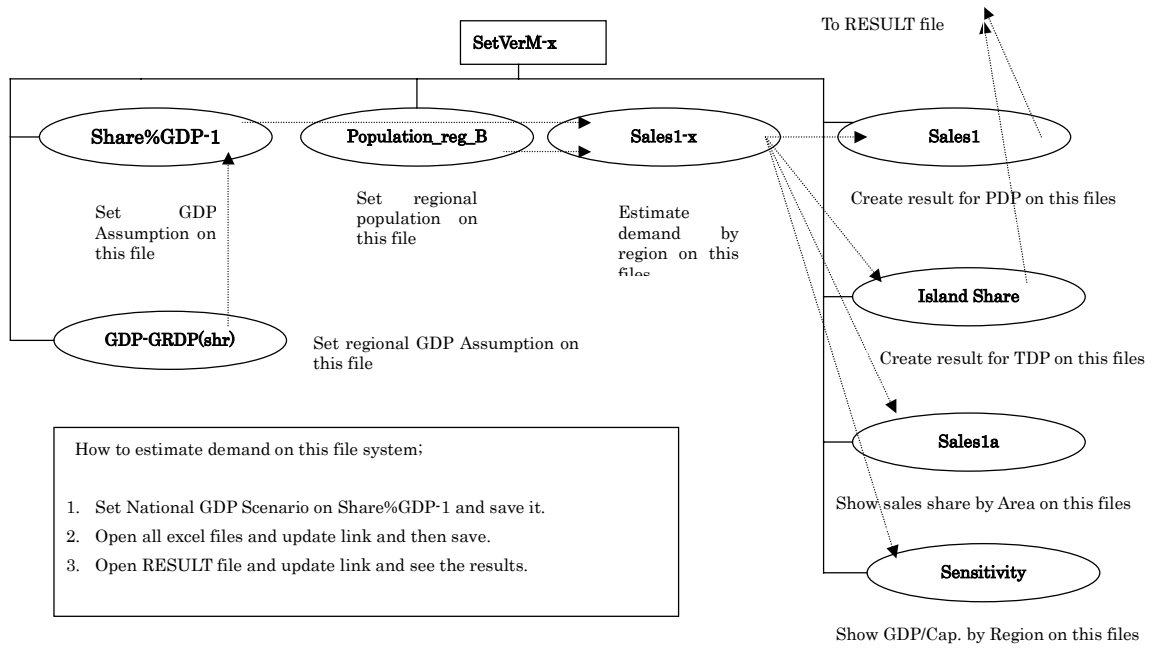 To RESULT file
SetVerM-x
Share%GDP-1
Population_reg_B
Sales1-x
Sales1
Set GDP
Assumption on
this file
Set regional
population on
this file
Estimate
demand by
region on this
files
Create result for PDP on this files
Island Share
GDP-GRDP(shr)
Set regional GDP Assumption on
this file
Create result for TDP on this files
Sales1a
Show sales share by Area on this files
How to estimate demand on this file system;
1. Set National GDP Scenario on Share%GDP-1 and save it.
2. Open all excel files and update link and then save.
3. Open RESULT file and update link and see the results.
Sensitivity
Show GDP/Cap. by Region on this files